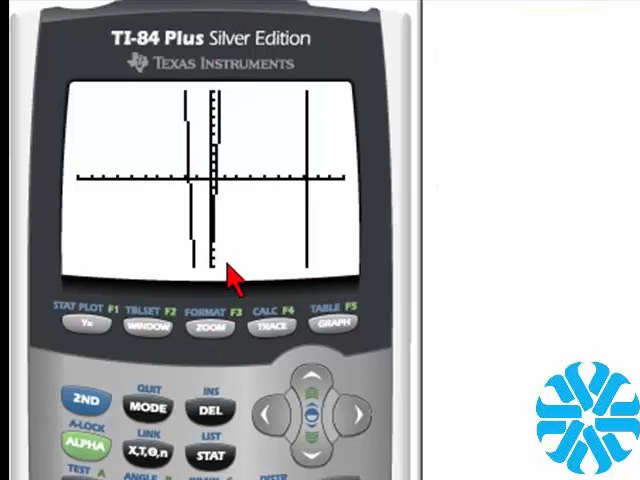 TI-84 Plus Silver Edition
TEXAS INSTRUMENTS
STAT PLOT F1 TBLSET F2 FORMAT F3 CALC F4 TABLE F5
Y= WINDOW ZOOM TRACE GRAPH
QUIT INS
2ND MODE DEL
A-LOCK LINK LIST
ALPHA X,T,Θ,n STAT
TEST A